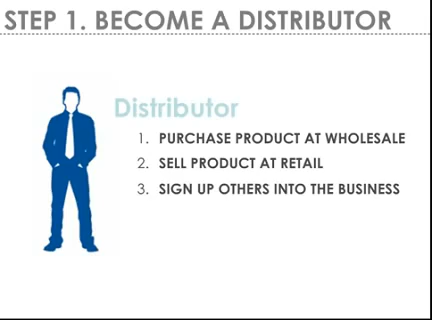 STEP 1. BECOME A DISTRIBUTOR
Distributor
1. PURCHASE PRODUCT AT WHOLESALE
2. SELL PRODUCT AT RETAIL
3. SIGN UP OTHERS INTO THE BUSINESS